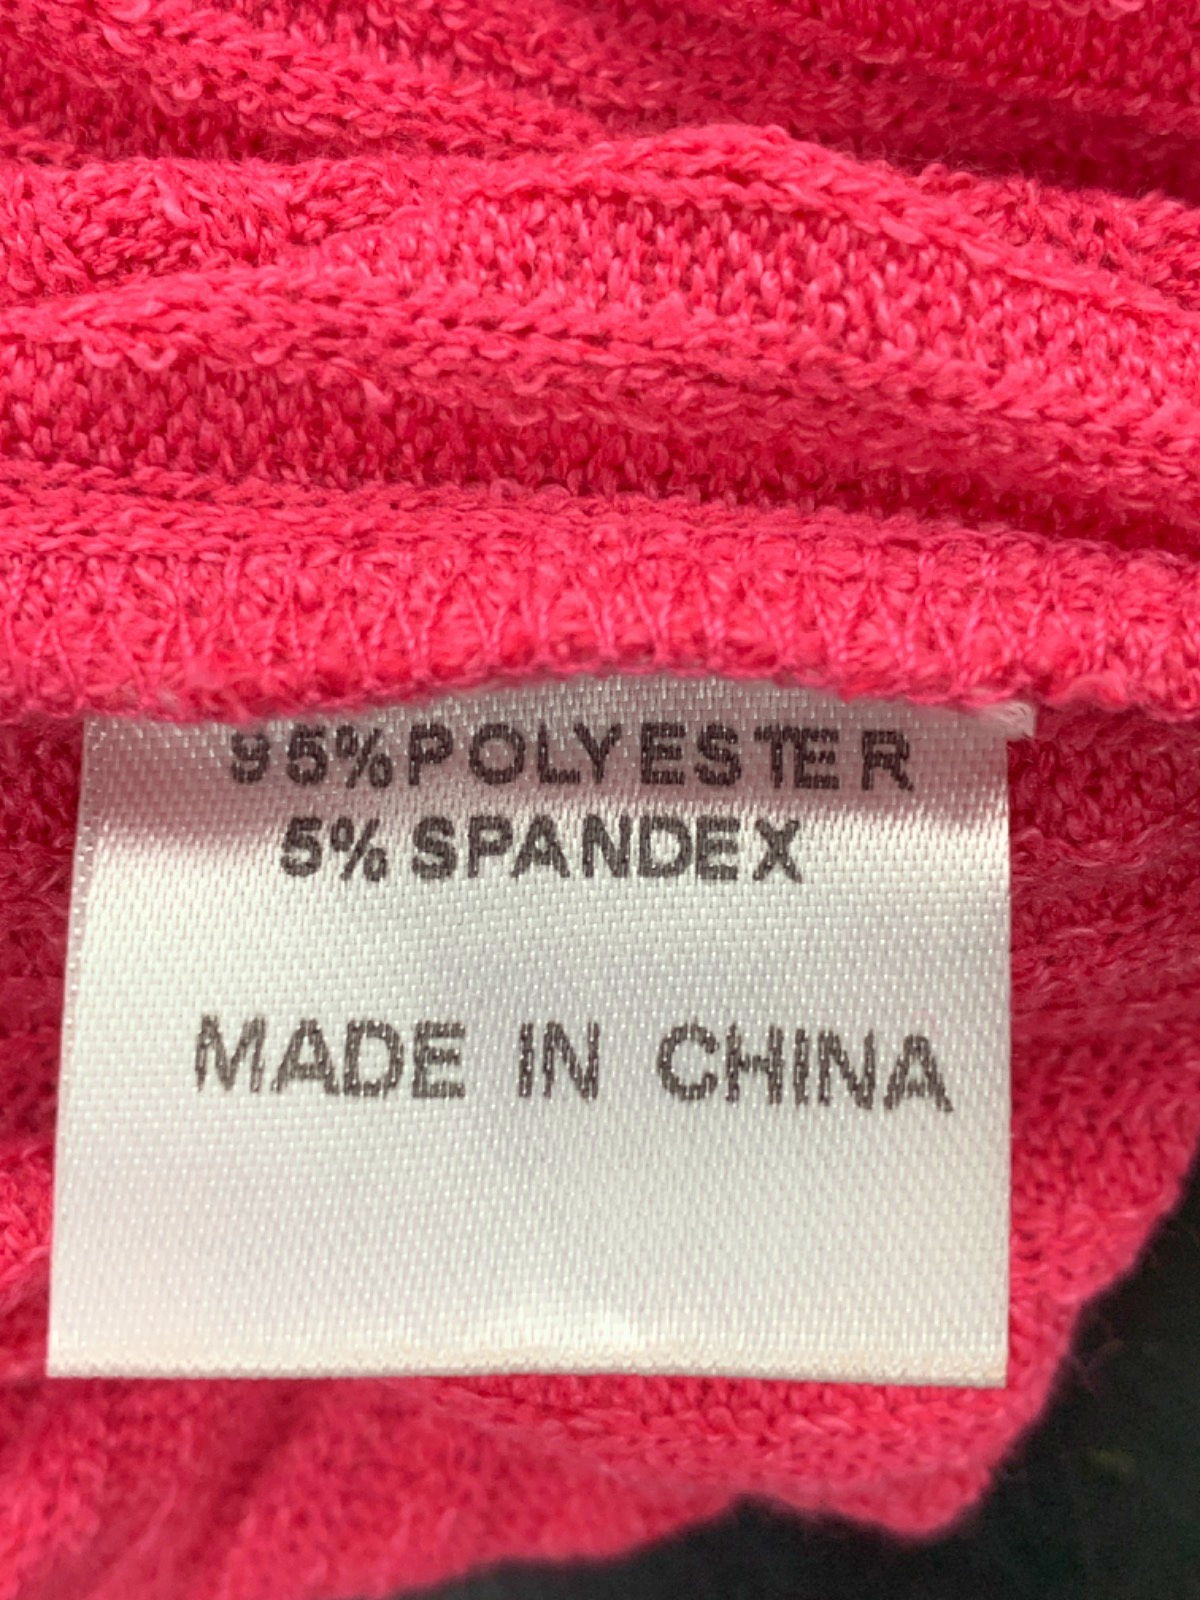 95% POLYESTER
5% SPANDEX
MADE IN CHINA